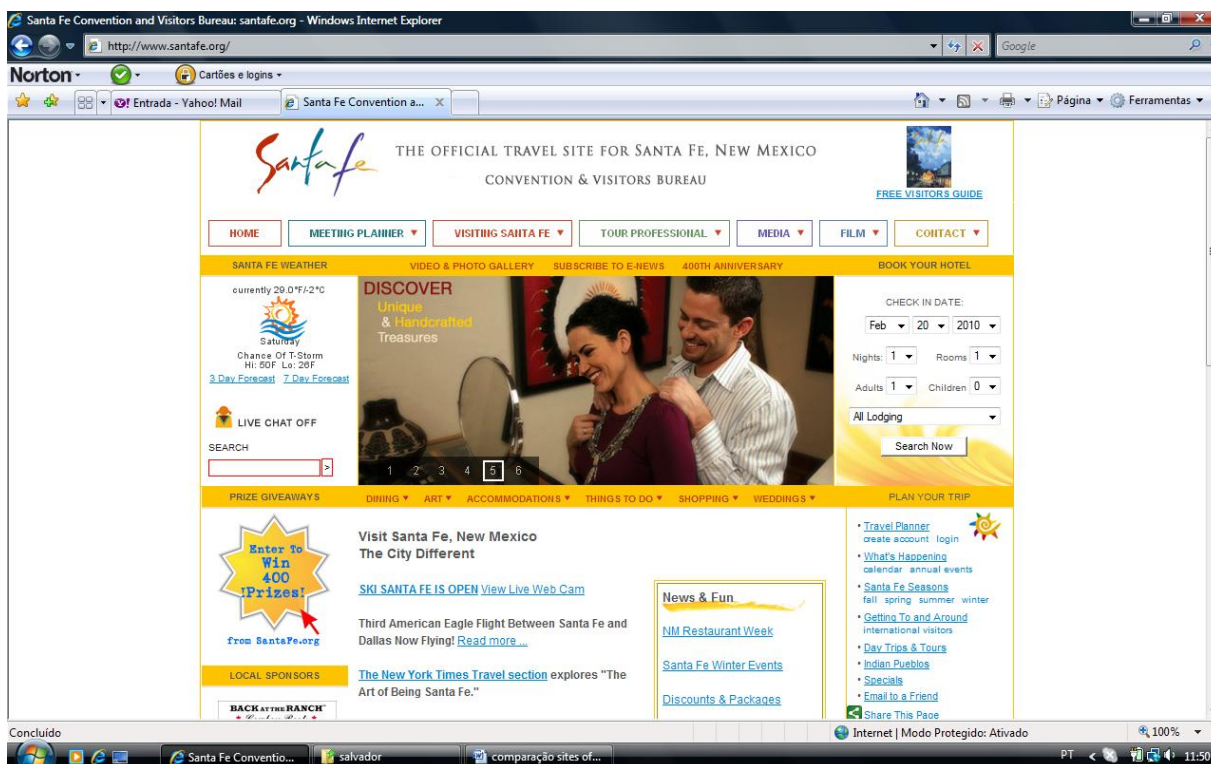 Santa Fe Convention and Visitors Bureau: santafe.org - Windows Internet Explorer
http://www.santafe.org/
Google
Norton
Cartões e logins
Entrada - Yahoo! Mail
Santa Fe Convention a...
Página
Ferramentas
Santa Fe
THE OFFICIAL TRAVEL SITE FOR SANTA FE, NEW MEXICO
CONVENTION & VISITORS BUREAU
FREE VISITORS GUIDE
HOME
MEETING PLANNER
VISITING SANTA FE
TOUR PROFESSIONAL
MEDIA
FILM
CONTACT
SANTA FE WEATHER
VIDEO & PHOTO GALLERY
SUBSCRIBE TO E-NEWS
400TH ANNIVERSARY
BOOK YOUR HOTEL
currently 29.0°F/-2°C
Saturday
Chance Of T-Storm
Hi: 50F Lo: 26F
3 Day Forecast 7 Day Forecast
LIVE CHAT OFF
SEARCH
>
DISCOVER
Unique
& Handcrafted
Treasures
1 2 3 4 5 6
CHECK IN DATE:
Feb 20 2010
Nights: 1 Rooms 1
Adults 1 Children 0
All Lodging
Search Now
PRIZE GIVEAWAYS
DINING
ART
ACCOMMODATIONS
THINGS TO DO
SHOPPING
WEDDINGS
PLAN YOUR TRIP
Enter To
Win
400
!Prizes!
from SantaFe.org
LOCAL SPONSORS
BACK AT THE RANCH
Visit Santa Fe, New Mexico
The City Different
SKI SANTA FE IS OPEN View Live Web Cam
Third American Eagle Flight Between Santa Fe and
Dallas Now Flying! Read more ...
The New York Times Travel section explores "The
Art of Being Santa Fe."
News & Fun
NM Restaurant Week
Santa Fe Winter Events
Discounts & Packages
• Travel Planner
create account login
• What's Happening
calendar annual events
• Santa Fe Seasons
fall spring summer winter
• Getting To and Around
international visitors
• Day Trips & Tours
• Indian Pueblos
• Specials
• Email to a Friend
Share This Page
Concluído
Internet | Modo Protegido: Ativado
100%
Santa Fe Conventio...
salvador
comparação sites of...
PT
11:50